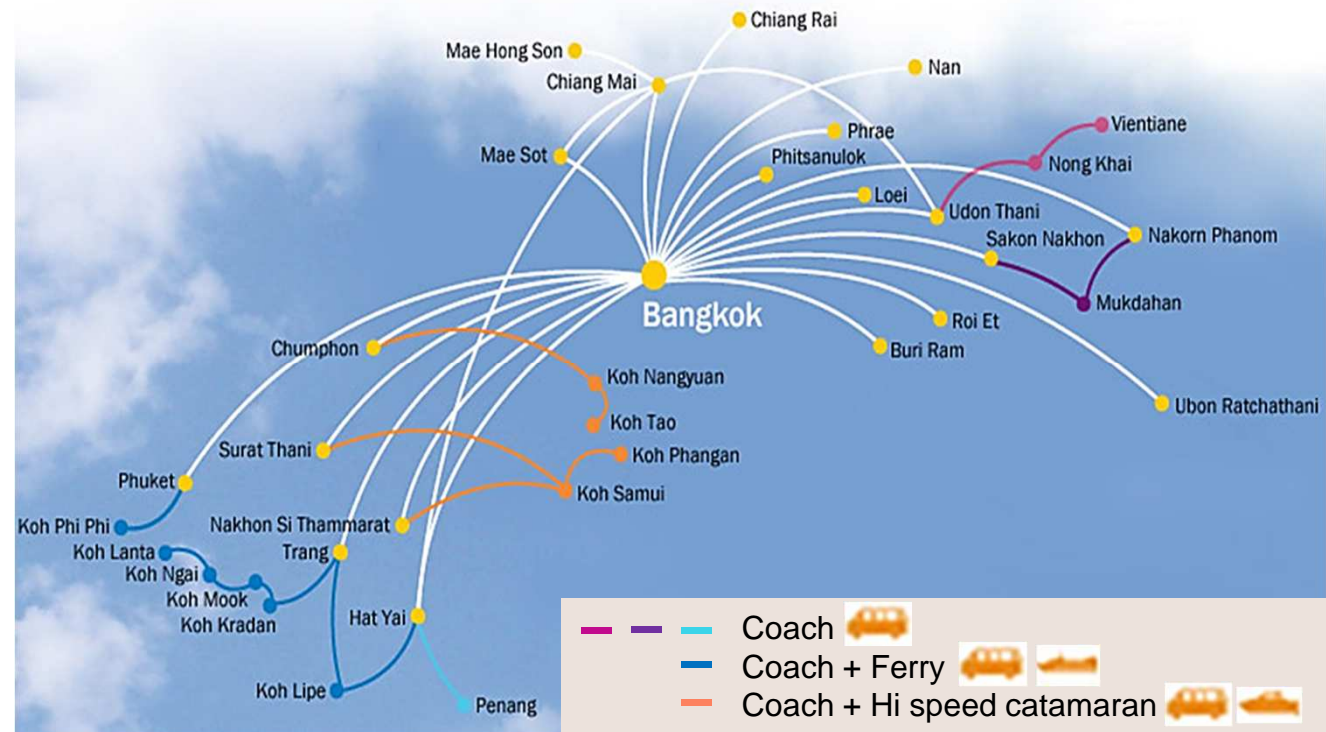 Chiang Rai
Mae Hong Son
Nan
Chiang Mai
Vientiane
Phrae
Mae Sot
Phitsanulok
Nong Khai
Loei
Udon Thani
Sakon Nakhon
Nakorn Phanom
Mukdahan
Bangkok
Roi Et
Chumphon
Buri Ram
Koh Nangyuan
Ubon Ratchathani
Koh Tao
Surat Thani
Koh Phangan
Phuket
Koh Samui
Koh Phi Phi
Nakhon Si Thammarat
Koh Lanta
Trang
Koh Ngai
Koh Mook
Hat Yai
Koh Kradan
Koh Lipe
Penang
Coach
Coach + Ferry
Coach + Hi speed catamaran